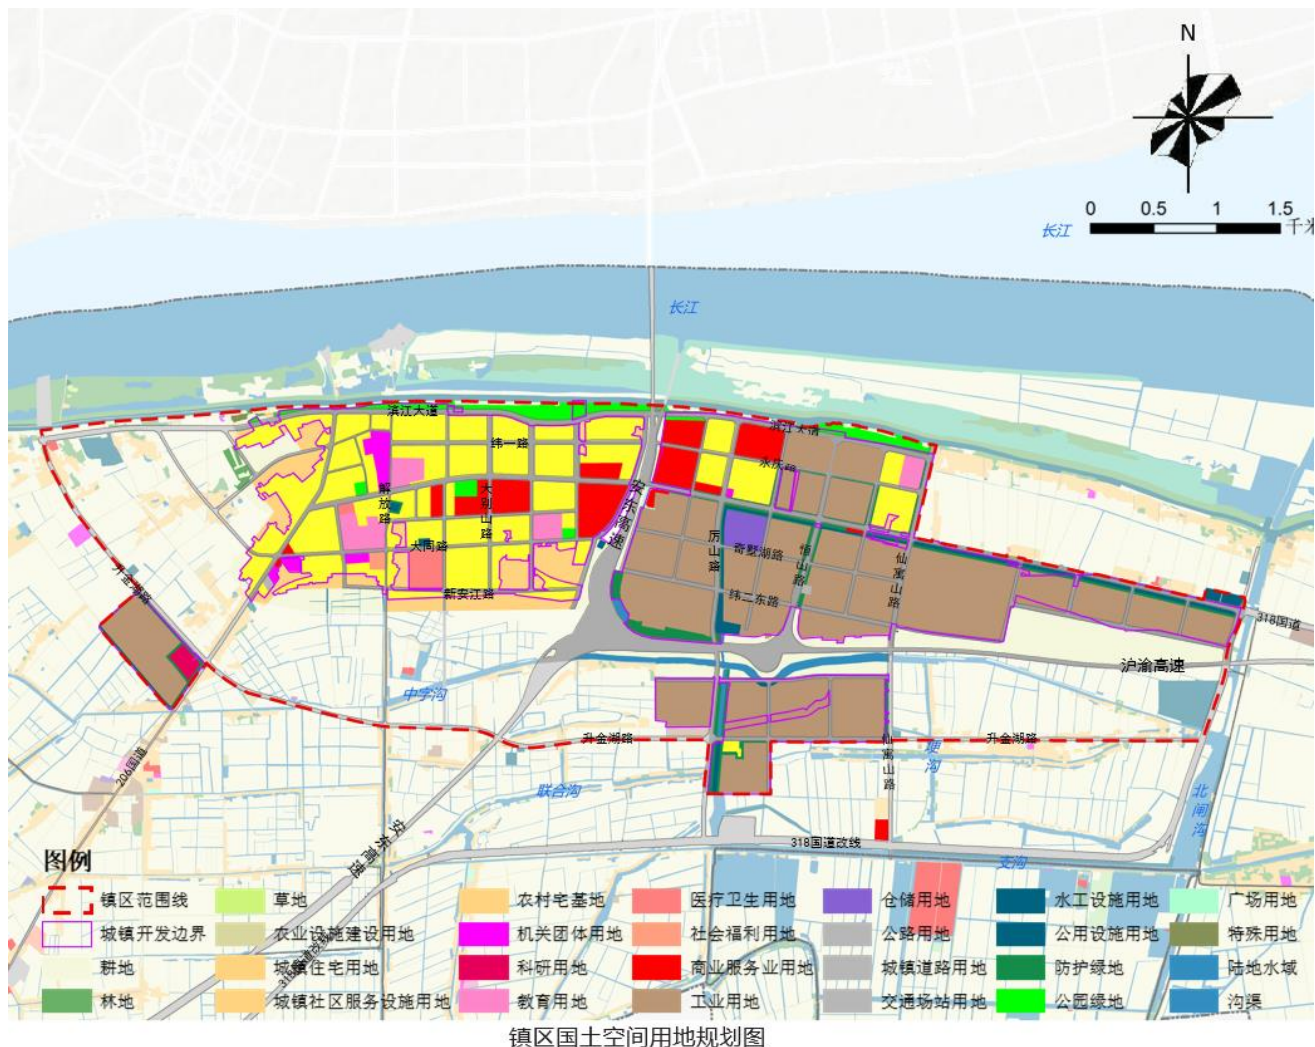 N
0 0.5 1 1.5
千米
长江
长江
滨江大道
纬一路
滨江大道
永庆路
解放路
大别山路
安东高速
大同路
厉山路
奇墅湖路
恒山路
仙寓山路
纬二东路
新安江路
升金湖路
318国道
沪渝高速
中字沟
升金湖路
升金湖路
仙寓山路
埂沟
206国道
联合沟
北闸沟
安东高速
318国道改线
支沟
318国道改线
图例
镇区范围线 草地 农村宅基地 医疗卫生用地 仓储用地 水工设施用地 广场用地
城镇开发边界 农业设施建设用地 机关团体用地 社会福利用地 公路用地 公用设施用地 特殊用地
耕地 城镇住宅用地 科研用地 商业服务业用地 城镇道路用地 防护绿地 陆地水域
林地 城镇社区服务设施用地 教育用地 工业用地 交通场站用地 公园绿地 沟渠
镇区国土空间用地规划图